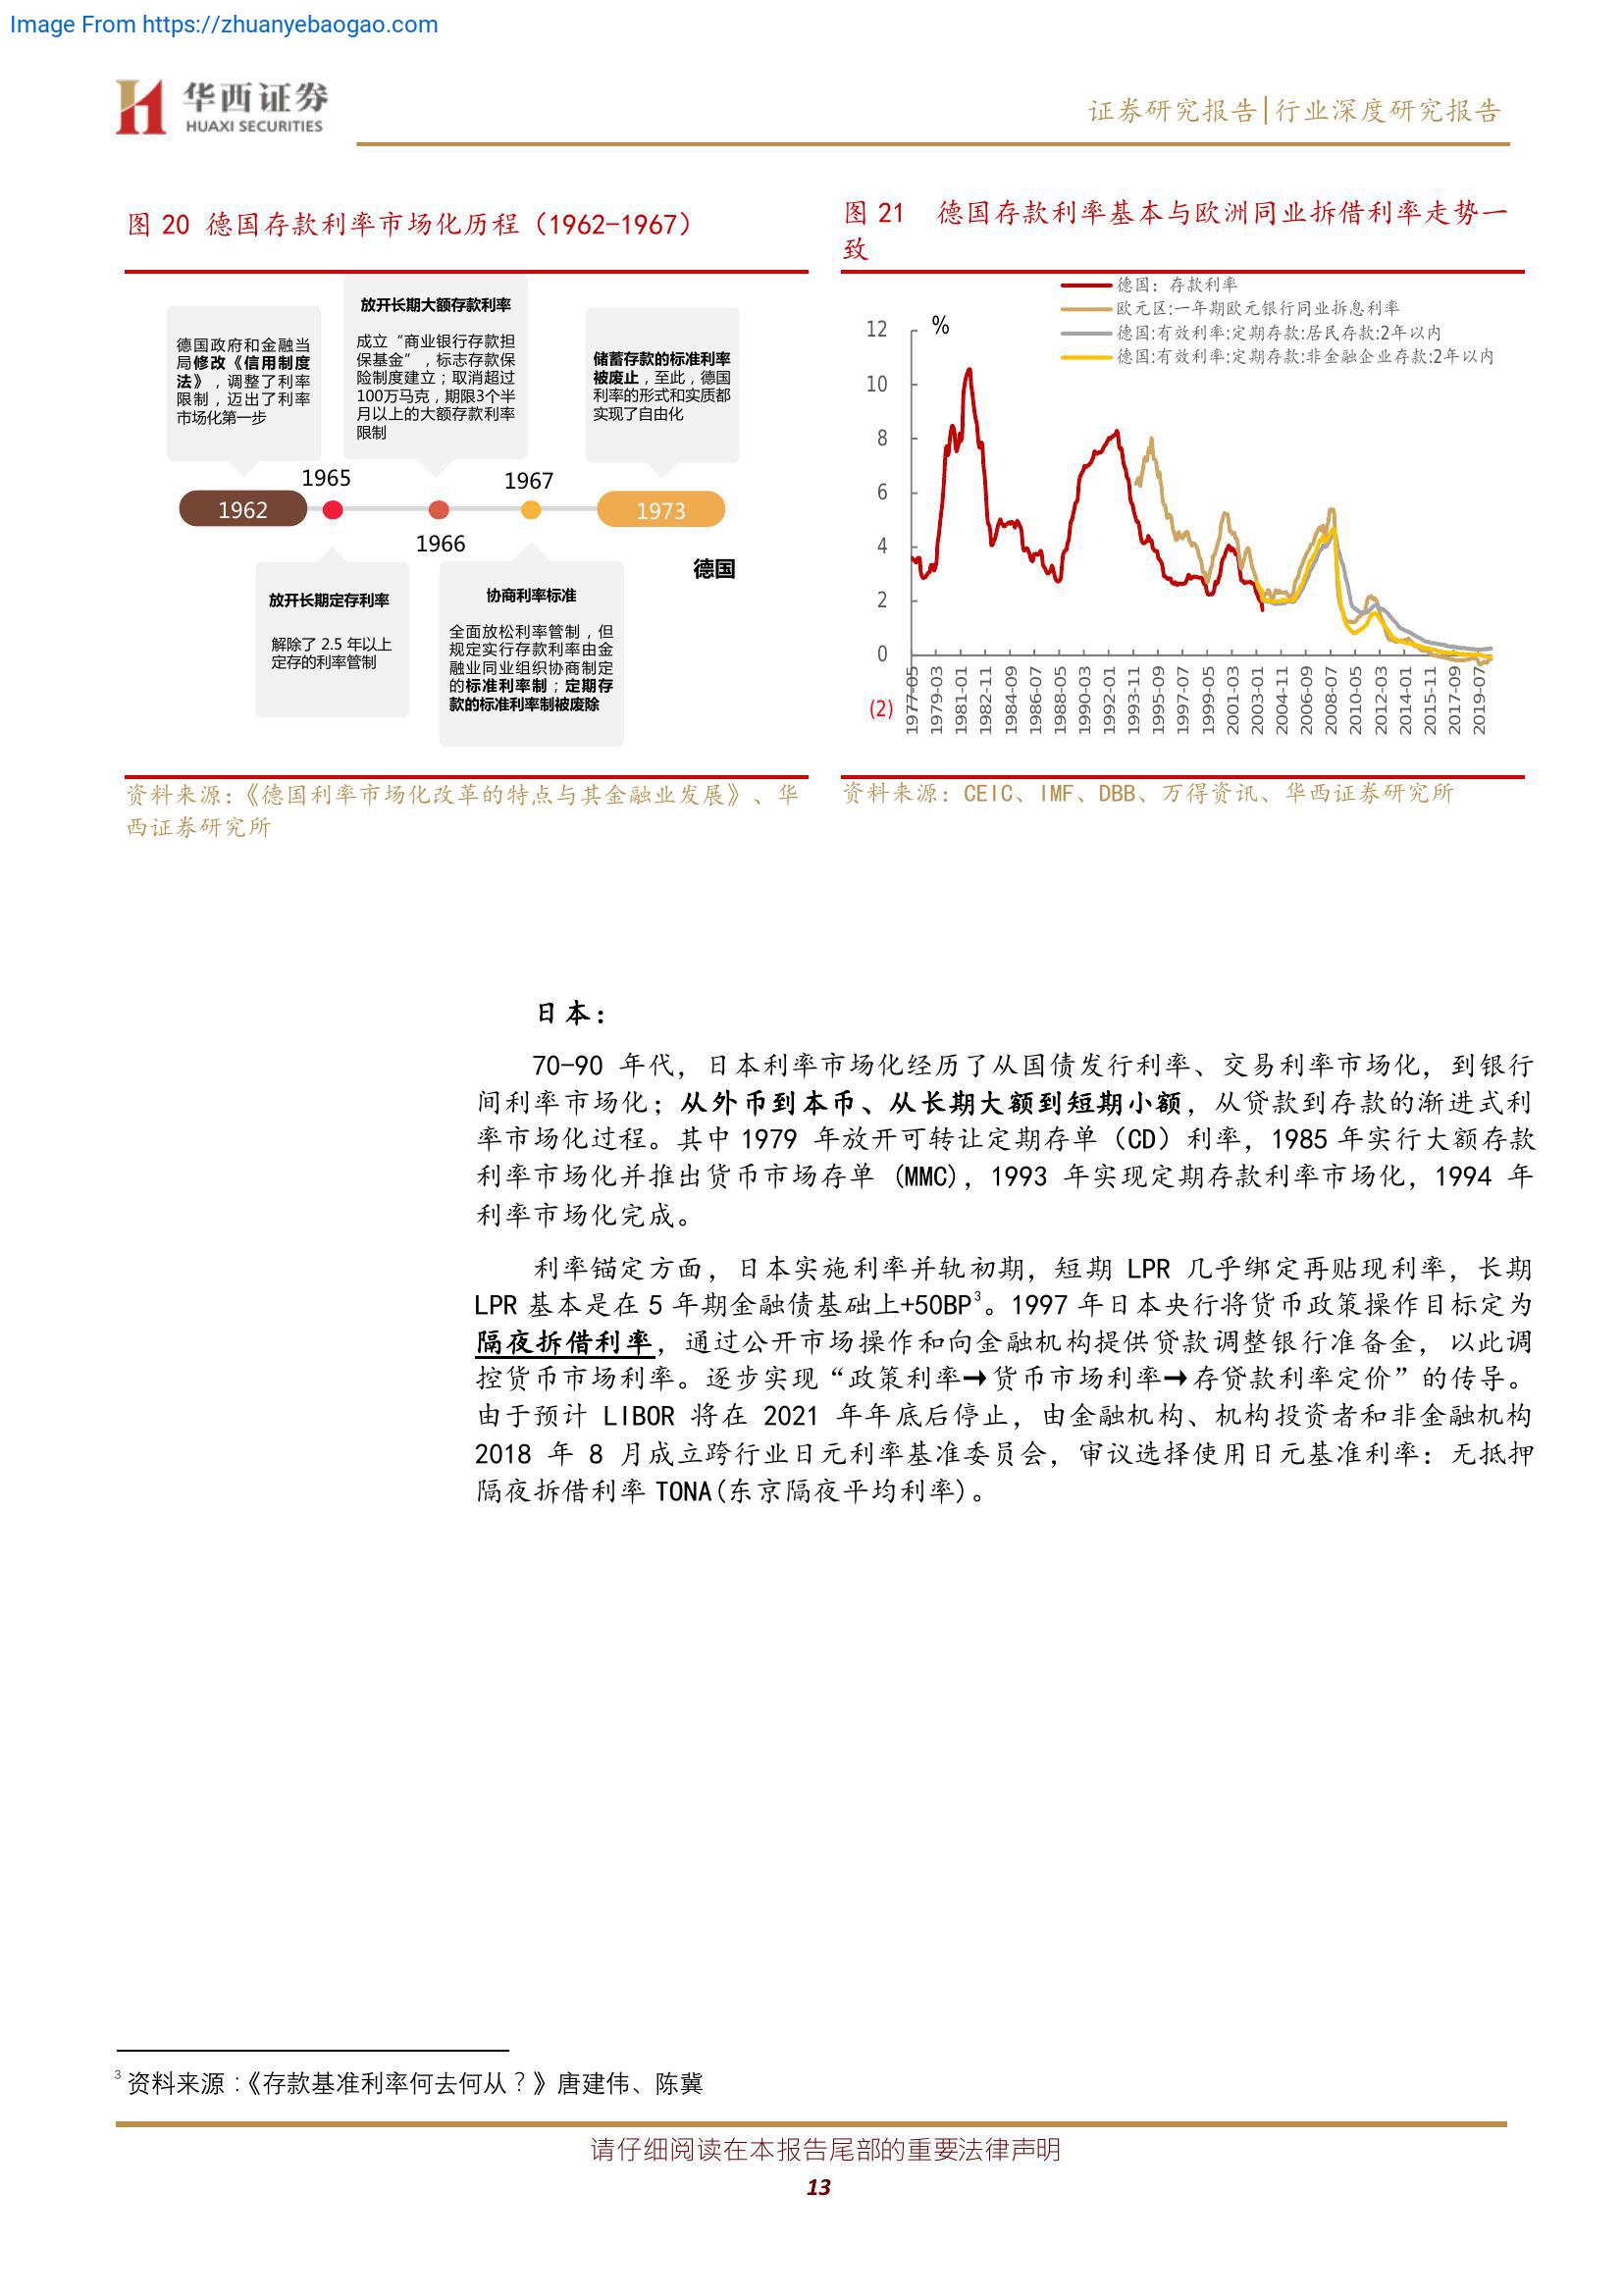 Image From https://zhuanyebaogao.com
华西证券
HUAXI SECURITIES
证券研究报告|行业深度研究报告
图 20 德国存款利率市场化历程（1962-1967）
德国政府和金融当
局修改《信用制度
法》，调整了利率
限制，迈出了利率
市场化第一步
放开长期大额存款利率
成立“商业银行存款担
保基金”，标志存款保
险制度建立；取消超过
100万马克，期限3个半
月以上的大额存款利率
限制
储蓄存款的标准利率
被废止，至此，德国
利率的形式和实质都
实现了自由化
1962
1965
1966
1967
1973
德国
放开长期定存利率
解除了 2.5 年以上
定存的利率管制
协商利率标准
全面放松利率管制，但
规定实行存款利率由金
融业同业组织协商制定
的标准利率制；定期存
款的标准利率制被废除
资料来源：《德国利率市场化改革的特点与其金融业发展》、华
西证券研究所
图 21 德国存款利率基本与欧洲同业拆借利率走势一
致
德国：存款利率
欧元区:一年期欧元银行同业拆息利率
德国:有效利率:定期存款:居民存款:2年以内
德国:有效利率:定期存款:非金融企业存款:2年以内
%
12
10
8
6
4
2
0
(2)
1977-05
1979-03
1981-01
1982-11
1984-09
1986-07
1988-05
1990-03
1992-01
1993-11
1995-09
1997-07
1999-05
2001-03
2003-01
2004-11
2006-09
2008-07
2010-05
2012-03
2014-01
2015-11
2017-09
2019-07
资料来源：CEIC、IMF、DBB、万得资讯、华西证券研究所
日本：
70-90 年代，日本利率市场化经历了从国债发行利率、交易利率市场化，到银行
间利率市场化；从外币到本币、从长期大额到短期小额，从贷款到存款的渐进式利
率市场化过程。其中 1979 年放开可转让定期存单（CD）利率，1985 年实行大额存款
利率市场化并推出货币市场存单 (MMC)，1993 年实现定期存款利率市场化，1994 年
利率市场化完成。
利率锚定方面，日本实施利率并轨初期，短期 LPR 几乎绑定再贴现利率，长期
LPR 基本是在 5 年期金融债基础上+50BP3。1997 年日本央行将货币政策操作目标定为
隔夜拆借利率，通过公开市场操作和向金融机构提供贷款调整银行准备金，以此调
控货币市场利率。逐步实现“政策利率→货币市场利率→存贷款利率定价”的传导。
由于预计 LIBOR 将在 2021 年年底后停止，由金融机构、机构投资者和非金融机构
2018 年 8 月成立跨行业日元利率基准委员会，审议选择使用日元基准利率：无抵押
隔夜拆借利率 TONA(东京隔夜平均利率)。
3 资料来源：《存款基准利率何去何从？》唐建伟、陈冀
请仔细阅读在本报告尾部的重要法律声明
13